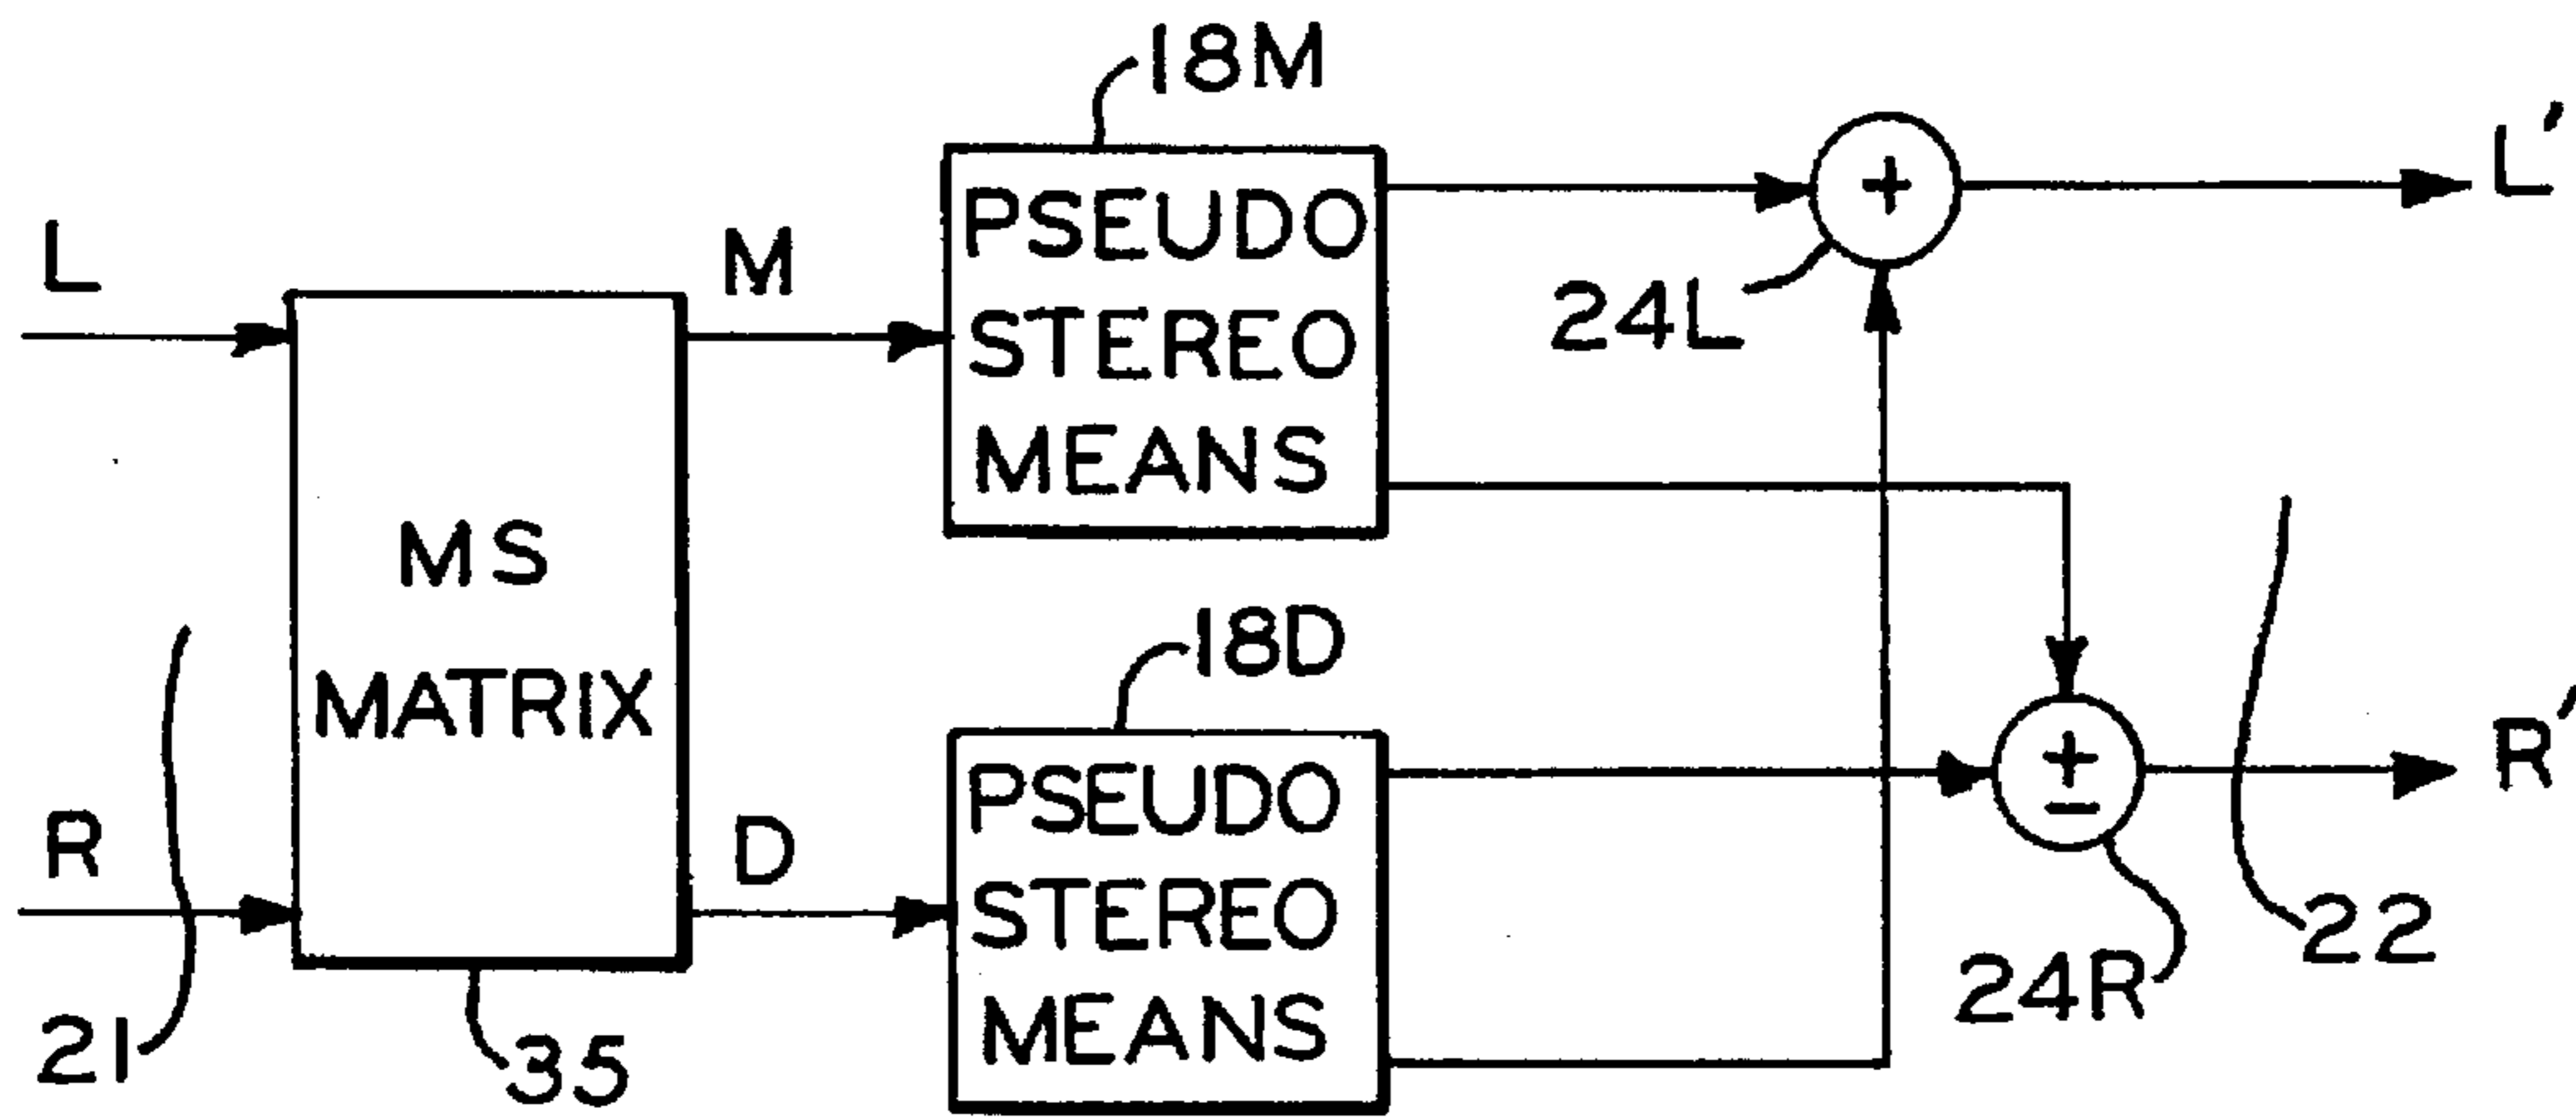 18M
L'
L
M
PSEUDO
STEREO
MEANS
+
24L
MS
MATRIX
18D
R'
R
D
PSEUDO
STEREO
MEANS
±
22
24R
21
35